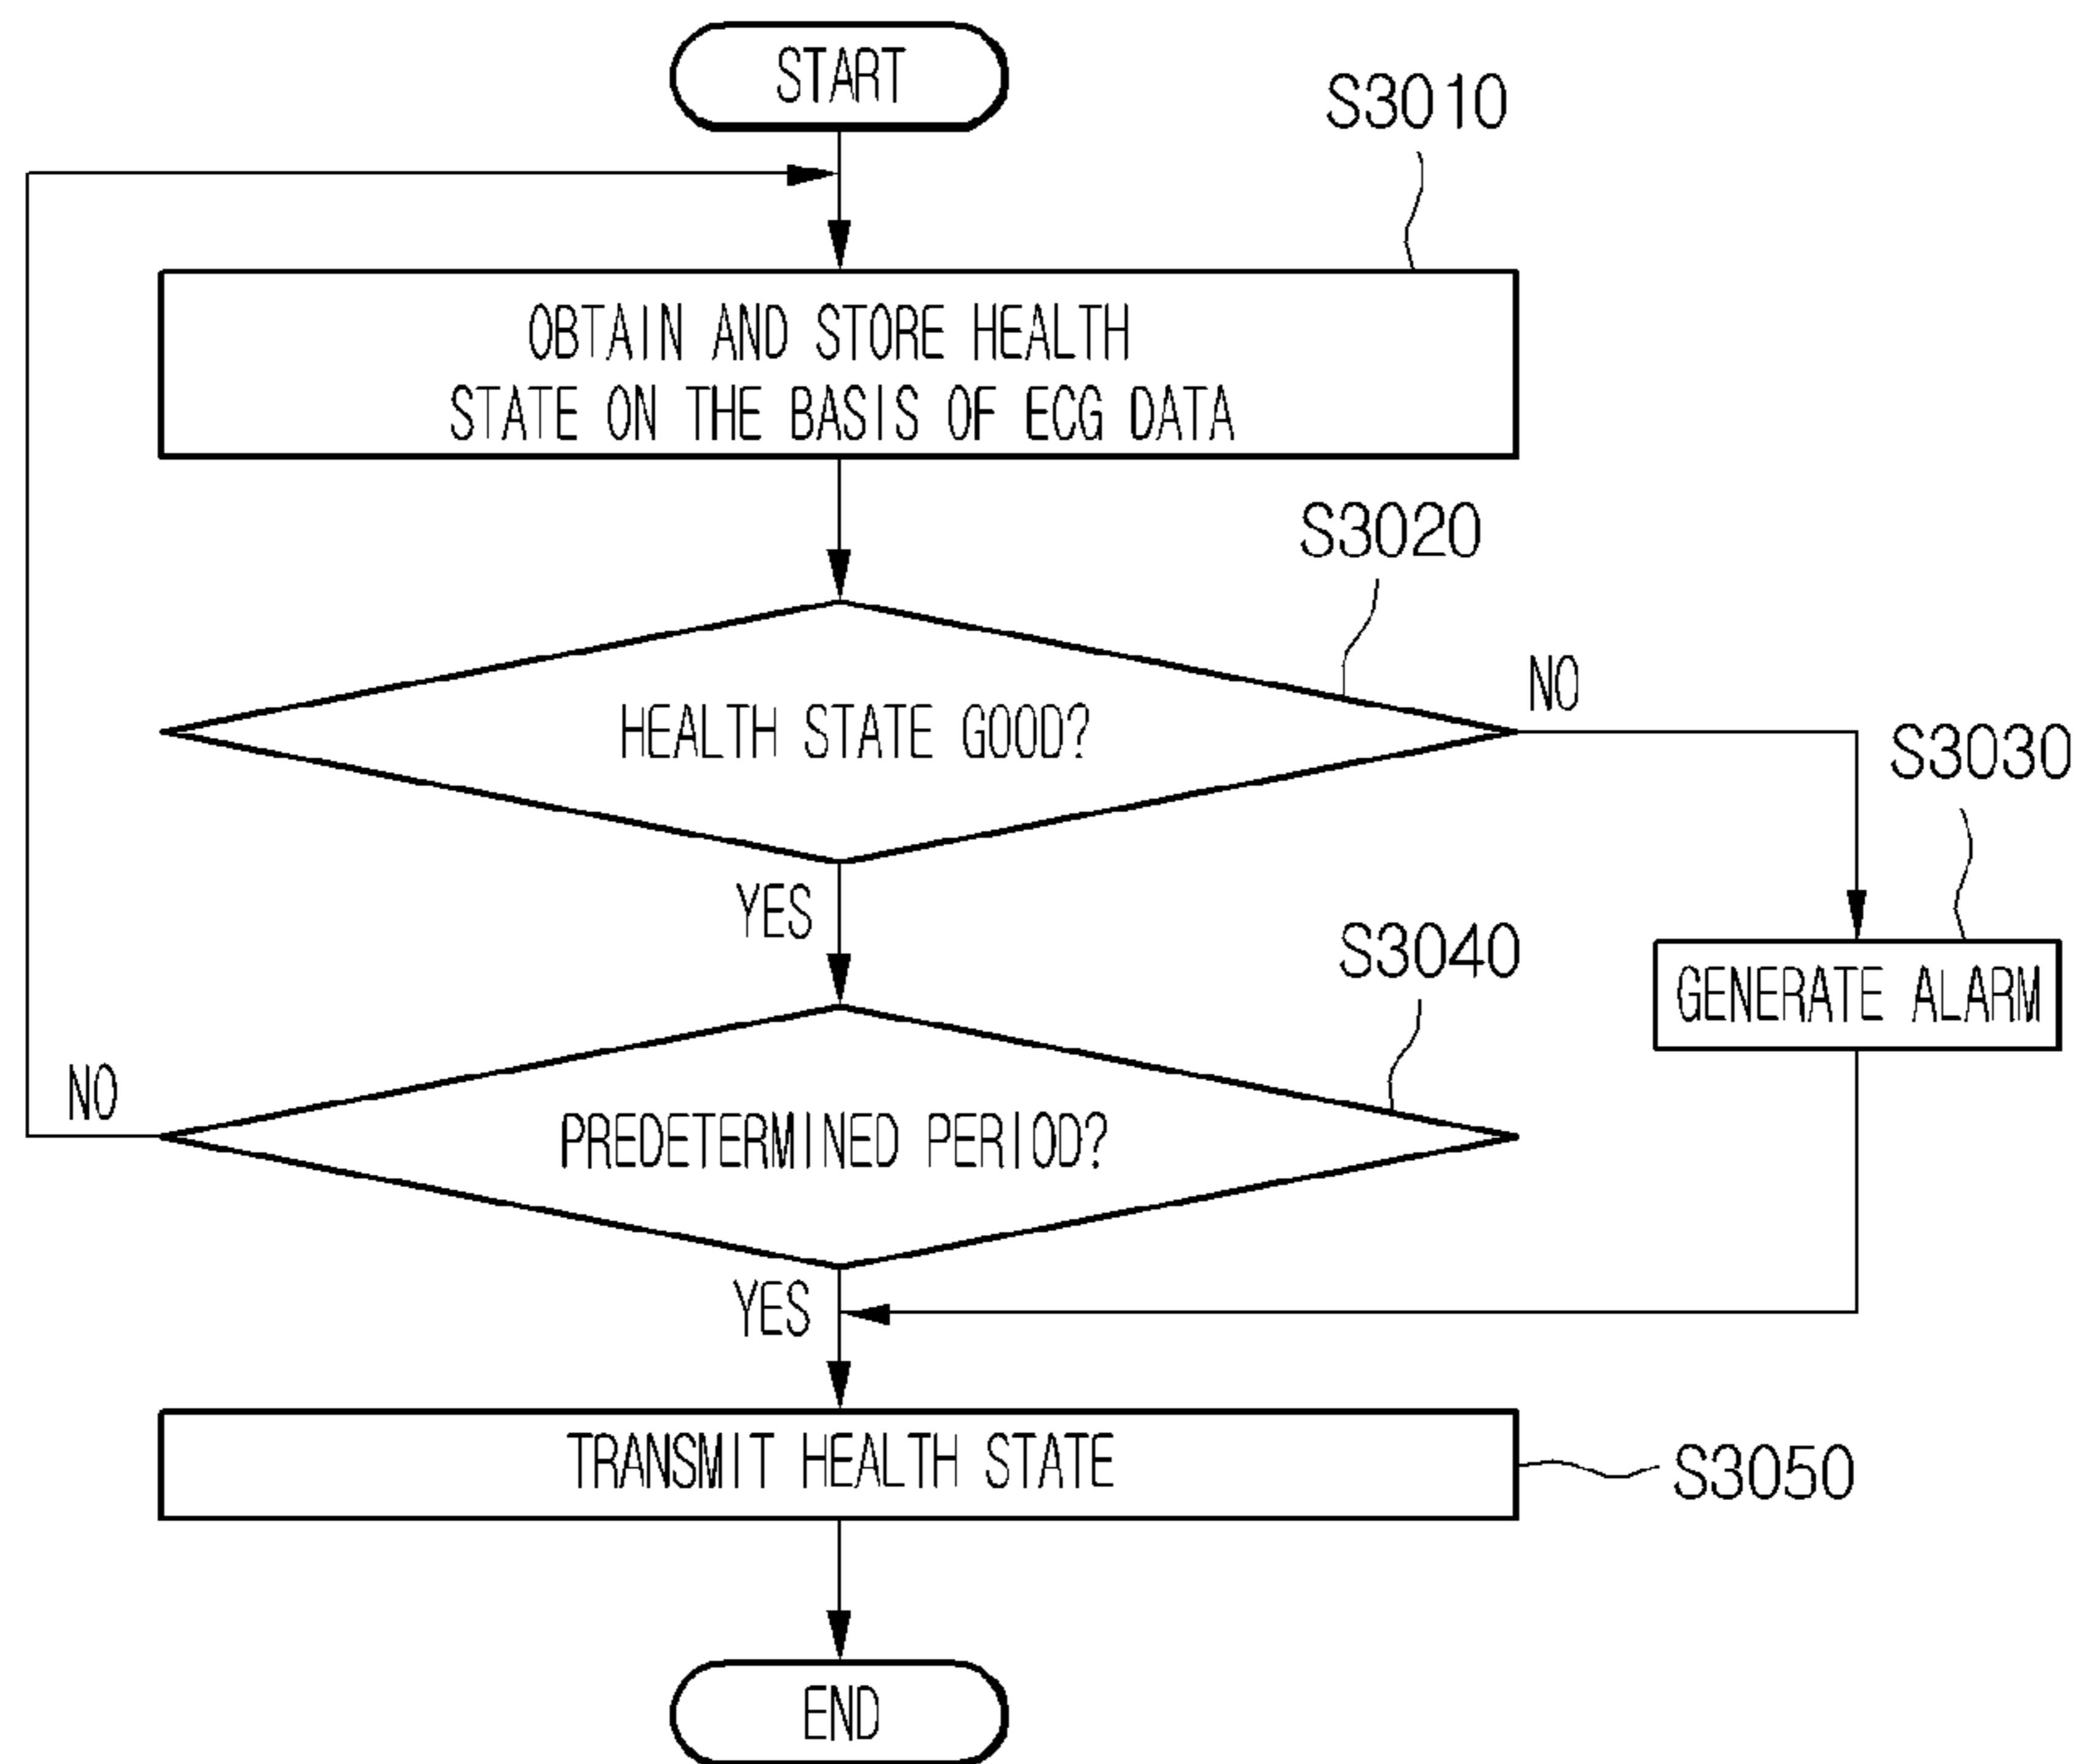 START
S3010
OBTAIN AND STORE HEALTH
STATE ON THE BASIS OF ECG DATA
S3020
HEALTH STATE GOOD?
NO
S3030
YES
S3040
GENERATE ALARM
NO
PREDETERMINED PERIOD?
YES
TRANSMIT HEALTH STATE
S3050
END